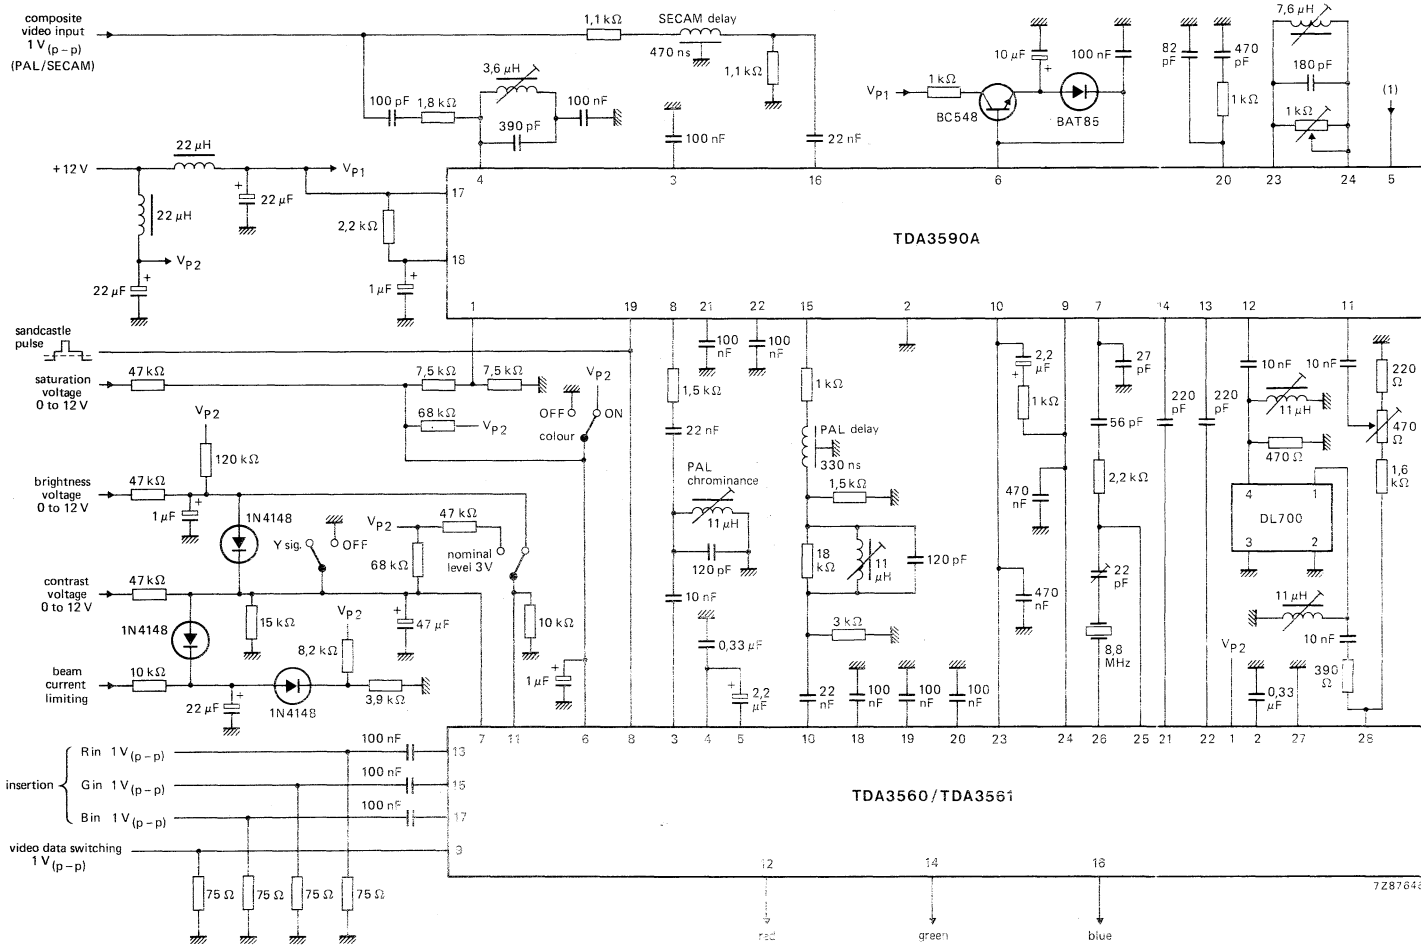 composite
video input
1 V(p–p)
(PAL/SECAM)
1,1 kΩ
SECAM delay
470 ns
1,1 kΩ
3,6 μH
100 pF
1,8 kΩ
390 pF
100 nF
100 nF
22 nF
VP1
1 kΩ
BC548
10 μF
+
BAT85
100 nF
82
pF
470
pF
1 kΩ
7,6 μH
180 pF
1 kΩ
(1)
+12 V
22 μH
VP1
+
22 μF
22 μH
VP2
+
22 μF
2,2 kΩ
+
1 μF
4
3
16
6
20
23
24
5
17
18
TDA3590A
1
19
8
21
22
15
2
10
9
7
14
13
12
11
sandcastle
pulse
saturation
voltage
0 to 12 V
47 kΩ
7,5 kΩ
7,5 kΩ
68 kΩ
VP2
VP2
OFF
ON
colour
VP2
120 kΩ
brightness
voltage
0 to 12 V
47 kΩ
+
1 μF
1N4148
Y sig.
OFF
VP2
47 kΩ
68 kΩ
nominal
level 3 V
contrast
voltage
0 to 12 V
47 kΩ
1N4148
15 kΩ
VP2
8,2 kΩ
+
47 μF
10 kΩ
beam
current
limiting
10 kΩ
+
22 μF
1N4148
3,9 kΩ
+
1 μF
100
nF
100
nF
1,5 kΩ
22 nF
PAL
chrominance
11 μH
120 pF
10 nF
0,33 μF
+
2,2
μF
1 kΩ
PAL delay
330 ns
1,5 kΩ
18
kΩ
11
μH
120 pF
3 kΩ
22
nF
100
nF
100
nF
100
nF
+
2,2
μF
1 kΩ
470
nF
470
nF
27
pF
56 pF
2,2 kΩ
22
pF
8,8
MHz
220
pF
220
pF
10 nF
11 μH
470 Ω
10 nF
220
Ω
470
Ω
1,6
kΩ
4
1
DL700
3
2
11 μH
10 nF
390
Ω
VP2
0,33
μF
7
11
6
8
3
4
5
10
18
19
20
23
24
26
25
21
22
1
2
27
28
insertion
Rin 1 V(p–p)
100 nF
13
Gin 1 V(p–p)
100 nF
15
Bin 1 V(p–p)
100 nF
17
video data switching
1 V(p–p)
9
75 Ω
75 Ω
75 Ω
75 Ω
TDA3560/TDA3561
12
14
16
red
green
blue